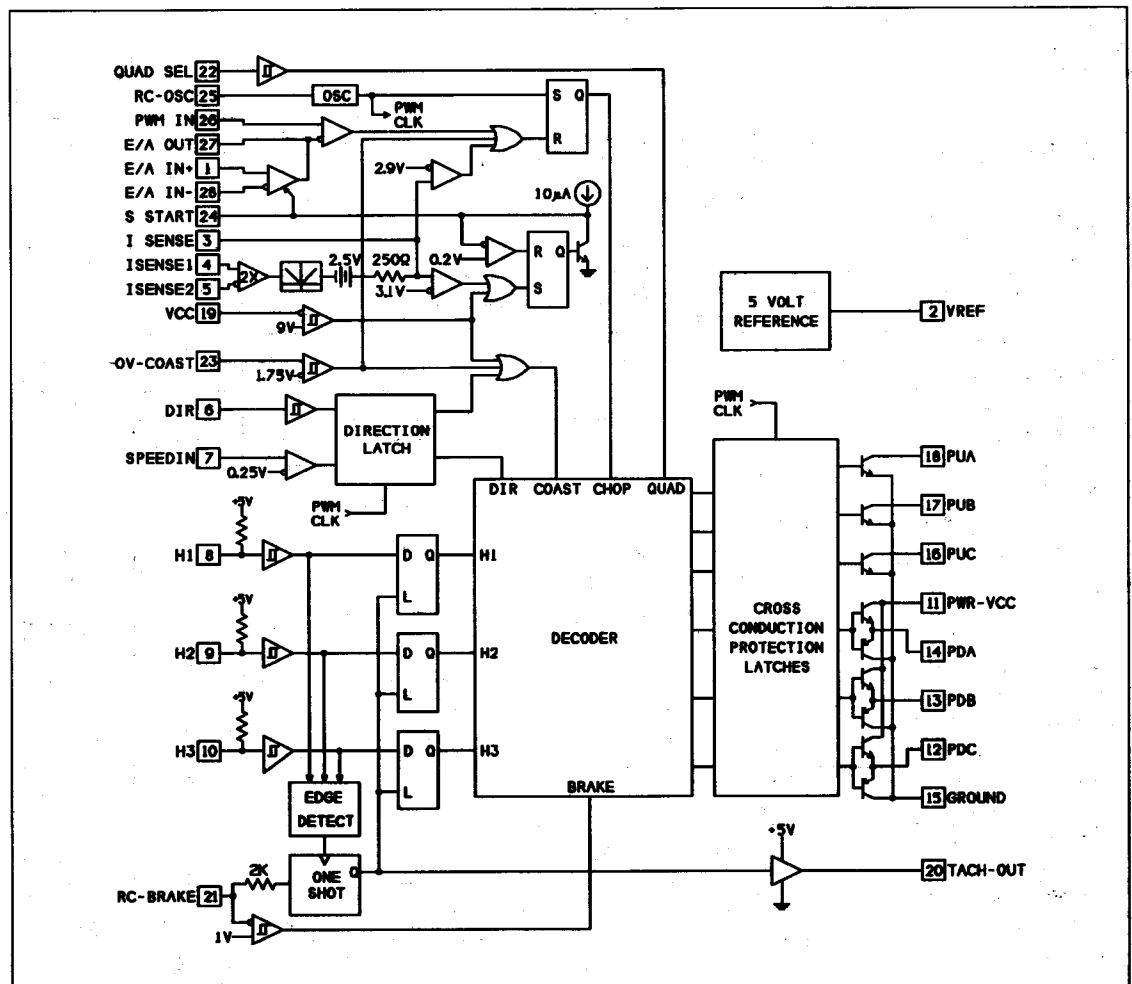 QUAD SEL 22
RC-OSC 25
OSC
PWM CLK
S Q
R
PWM IN 26
E/A OUT 27
E/A IN+ 1
E/A IN- 28
S START 24
2.9V
10µA
I SENSE 3
ISENSE1 4
ISENSE2 5
2X
2.5V
250Ω
3.1V
0.2V
R Q
S
VCC 19
9V
5 VOLT
REFERENCE
2 VREF
OV-COAST 23
1.75V
DIR 6
DIRECTION
LATCH
SPEEDIN 7
0.25V
PWM
CLK
PWM
CLK
DIR COAST CHOP QUAD
DECODER
H1
H2
H3
BRAKE
+5V
H1 8
D Q
L
+5V
H2 9
D Q
L
+5V
H3 10
D Q
L
EDGE
DETECT
ONE
SHOT
Q
2K
RC-BRAKE 21
1V
CROSS
CONDUCTION
PROTECTION
LATCHES
18 PUA
17 PUB
16 PUC
11 PWR-VCC
14 PDA
13 PDB
12 PDC
15 GROUND
+5V
20 TACH-OUT